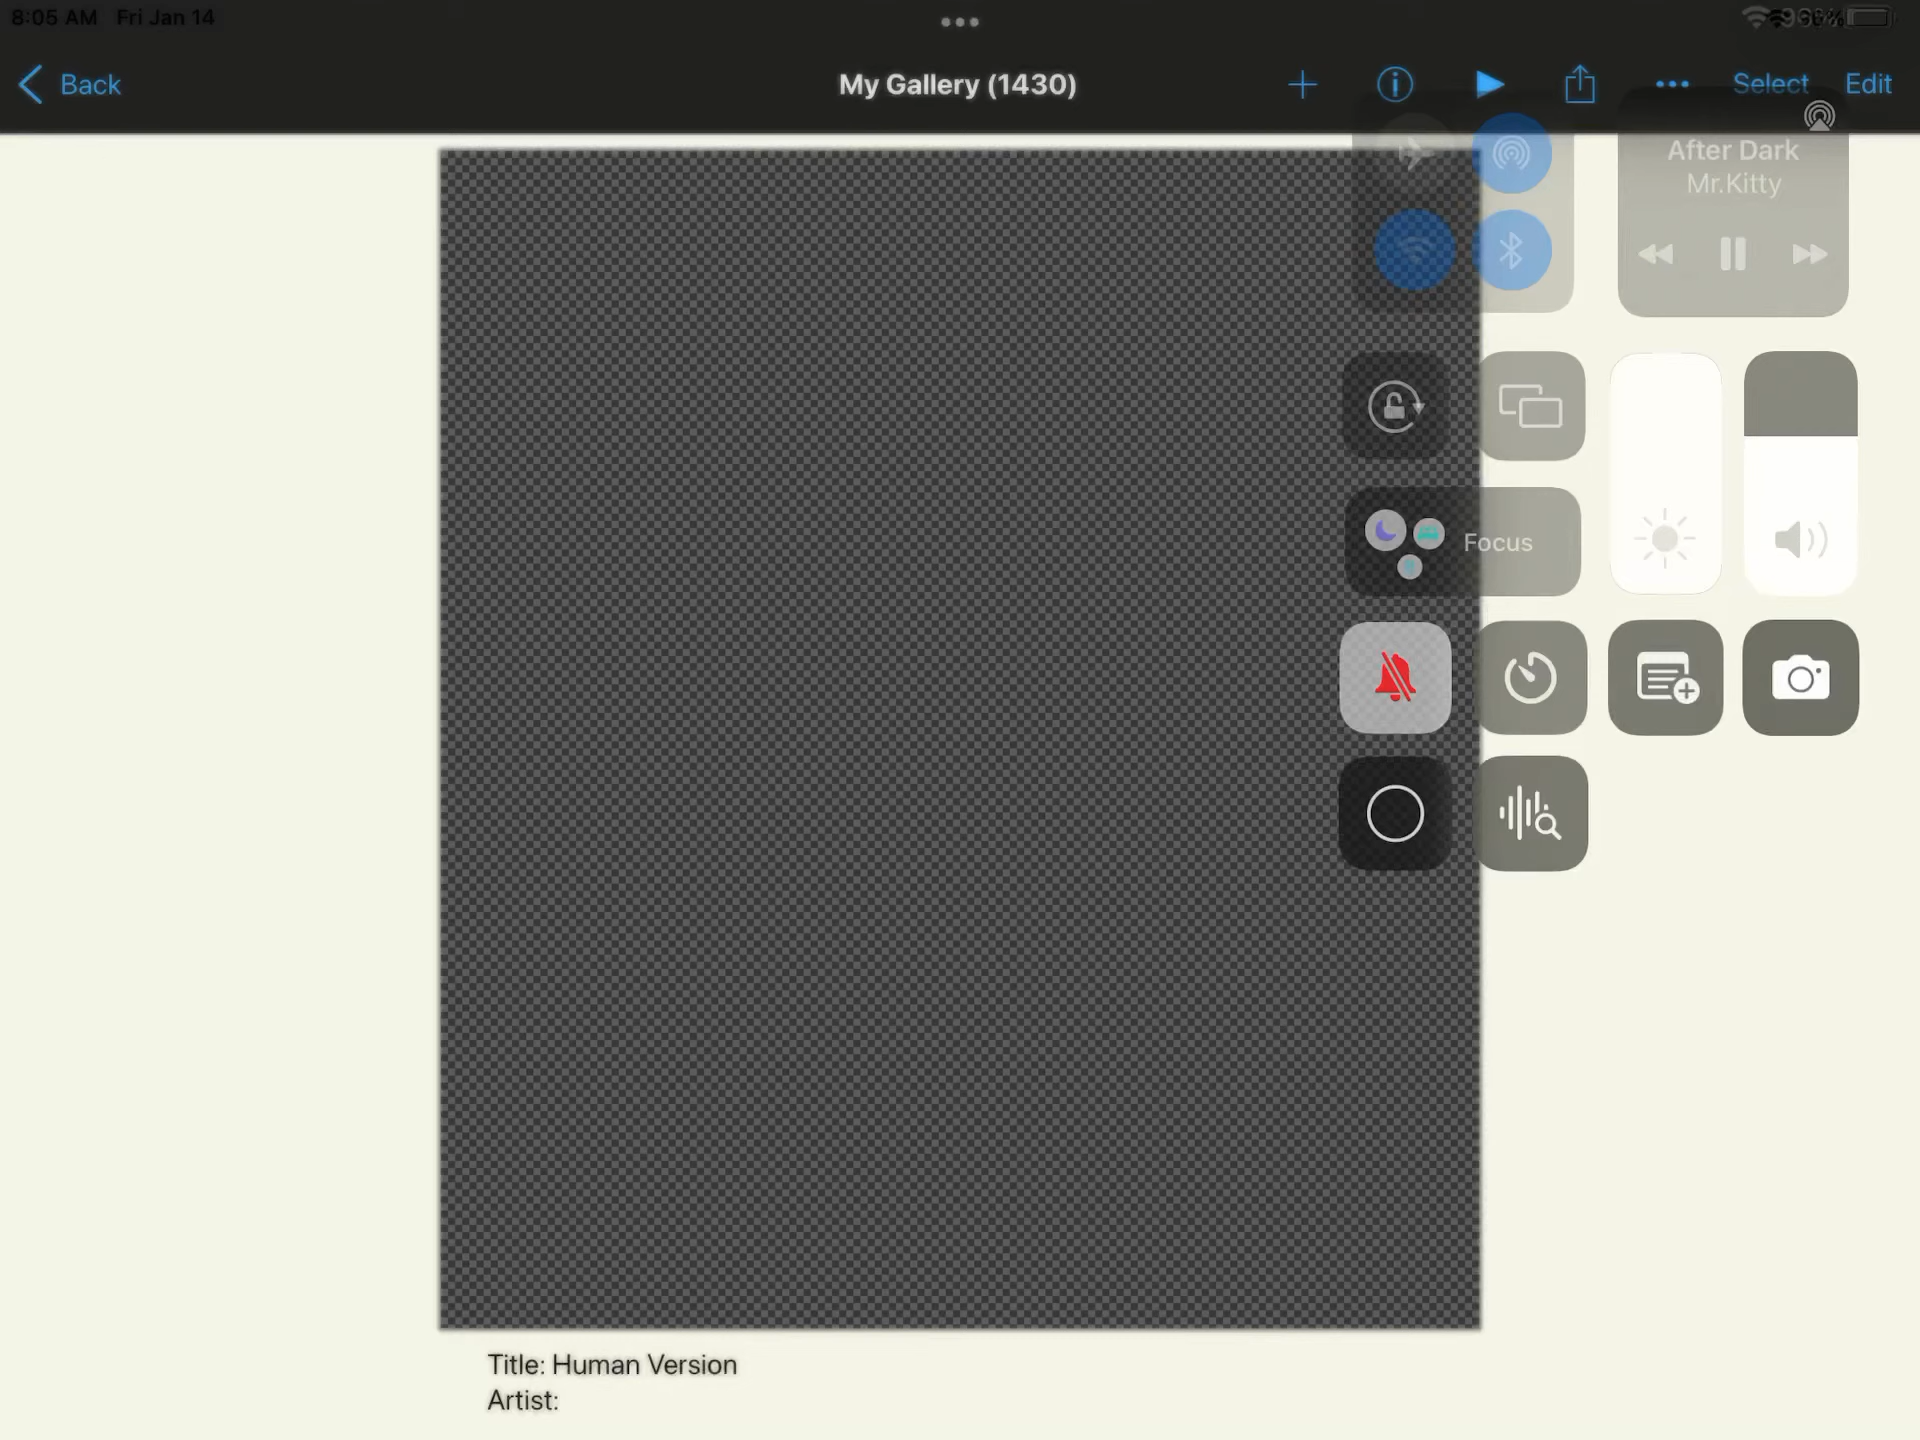 8:05 AM Fri Jan 14
Back
My Gallery (1430)
Select
Edit
After Dark
Mr.Kitty
Focus
Title: Human Version
Artist: